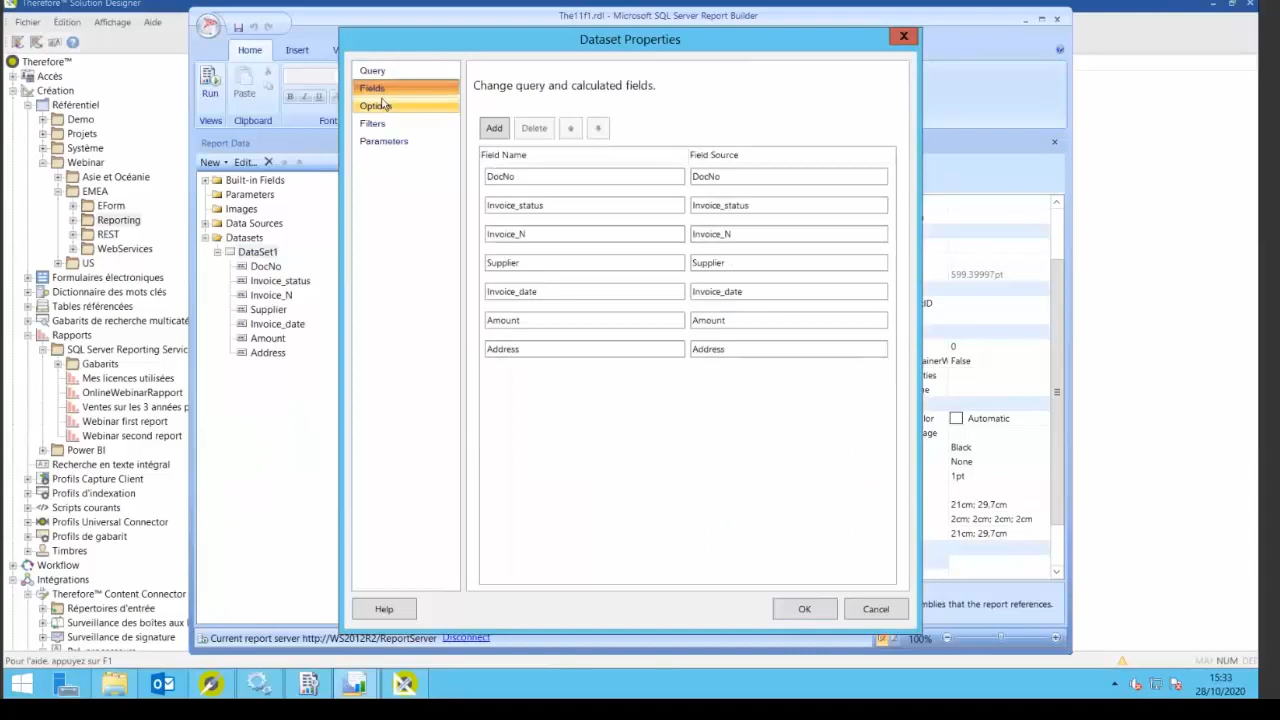 Therefore™ Solution Designer
Fichier Édition Affichage Aide
Therefore™
Accès
Création
Référentiel
Demo
Projets
Système
Webinar
Asie et Océanie
EMEA
EForm
Reporting
REST
WebServices
US
Formulaires électroniques
Dictionnaire des mots clés
Tables référencées
Gabarits de recherche multicaté
Rapports
SQL Server Reporting Servic
Gabarits
Mes licences utilisées
OnlineWebinarRapport
Ventes sur les 3 années p
Webinar first report
Webinar second report
Power BI
Recherche en texte intégral
Profils Capture Client
Profils d'indexation
Scripts courants
Profils Universal Connector
Profils de gabarit
Timbres
Workflow
Intégrations
Therefore™ Content Connector
Répertoires d'entrée
Surveillance des boîtes aux l
Surveillance de signature
Pour l'aide, appuyez sur F1
The11f1.rdl - Microsoft SQL Server Report Builder
Home Insert V
Run
Paste
B I U
Views Clipboard Font
Report Data
New Edit...
Built-in Fields
Parameters
Images
Data Sources
Datasets
DataSet1
DocNo
Invoice_status
Invoice_N
Supplier
Invoice_date
Amount
Address
Current report server http://WS2012R2/ReportServer Disconnect
Dataset Properties
Query
Fields
Options
Filters
Parameters
Change query and calculated fields.
Add Delete
Field Name Field Source
DocNo DocNo
Invoice_status Invoice_status
Invoice_N Invoice_N
Supplier Supplier
Invoice_date Invoice_date
Amount Amount
Address Address
Help OK Cancel
599.39997pt
ID
0
ainerW False
ties
ne
lor Automatic
age
Black
None
1pt
21cm; 29,7cm
2cm; 2cm; 2cm; 2cm
21cm; 29,7cm
mblies that the report references.
100%
MAJ NUM DEF
15:33
28/10/2020